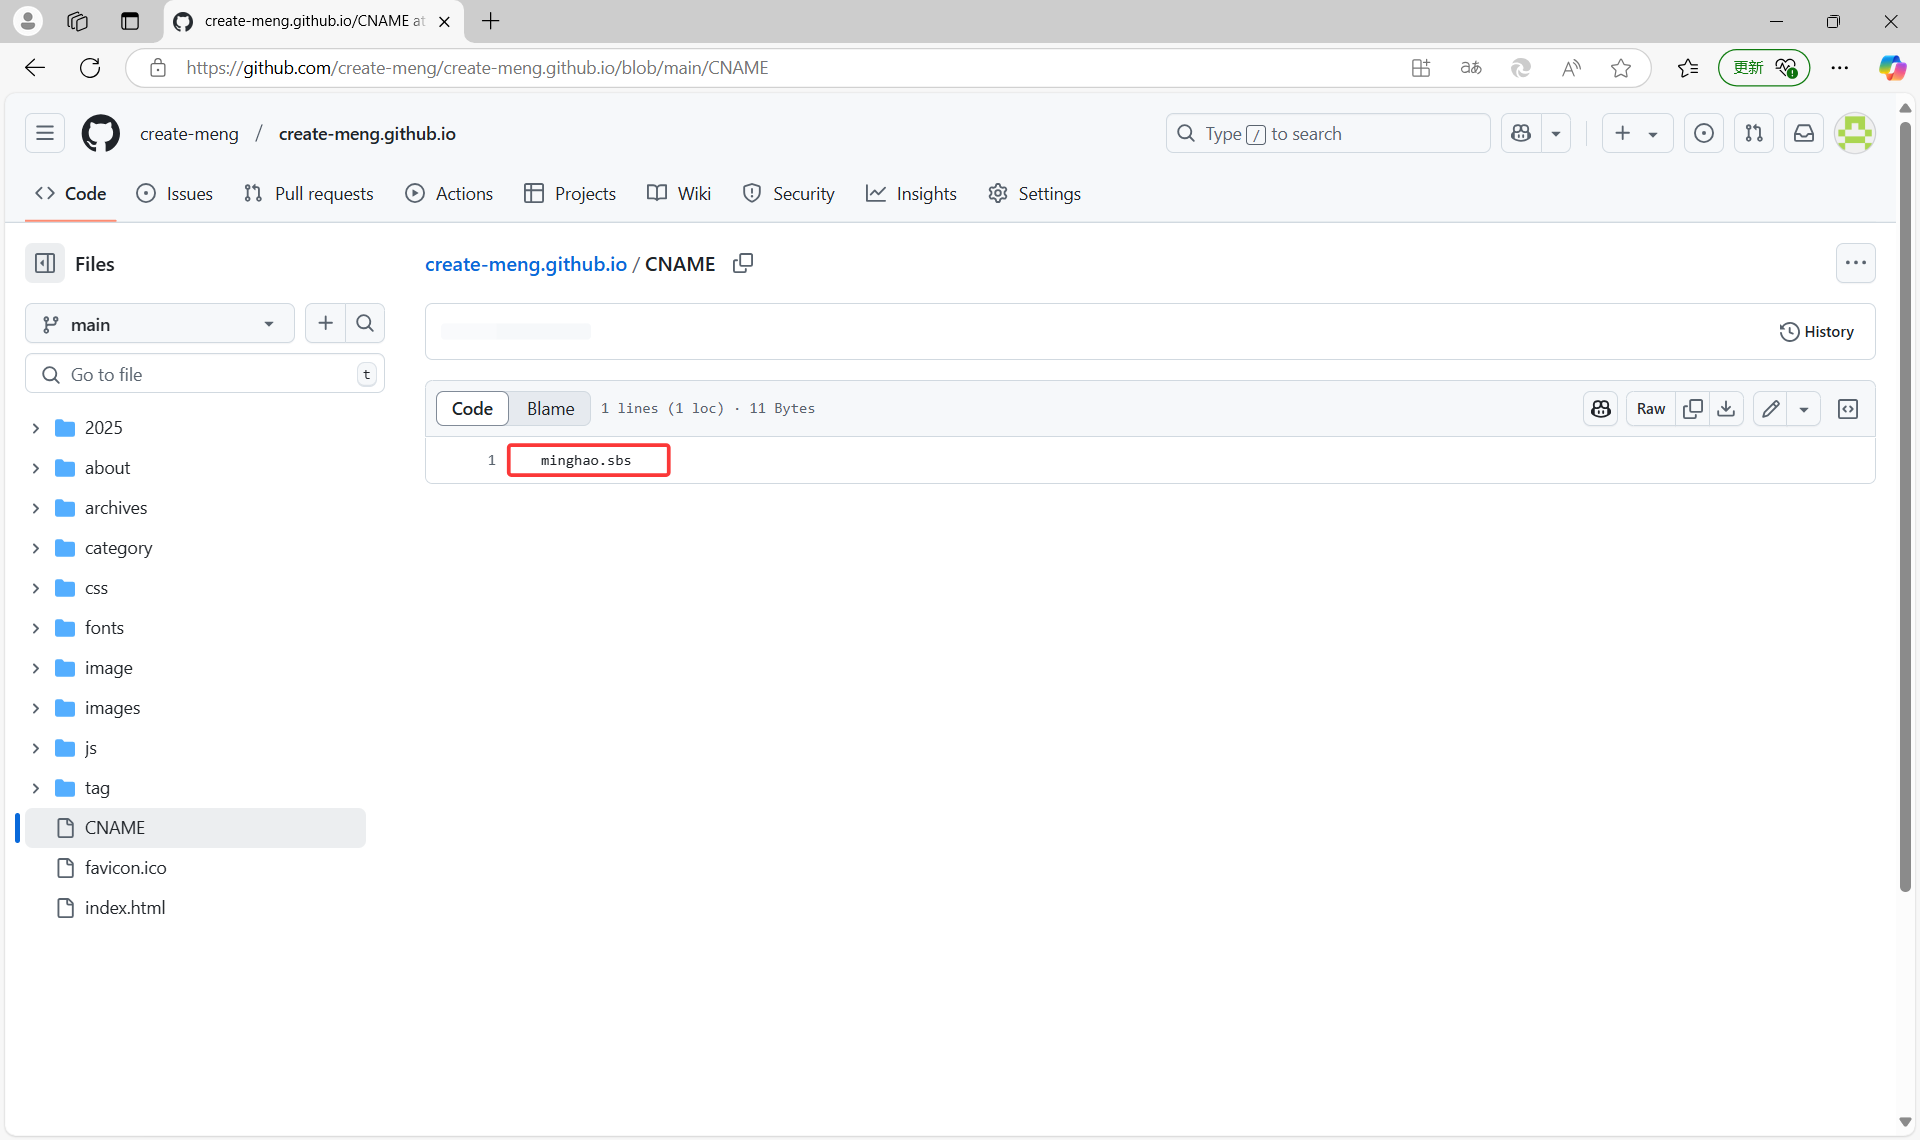 create-meng.github.io/CNAME at
https://github.com/create-meng/create-meng.github.io/blob/main/CNAME
更新
create-meng / create-meng.github.io
Type / to search
Code
Issues
Pull requests
Actions
Projects
Wiki
Security
Insights
Settings
Files
create-meng.github.io / CNAME
main
History
Go to file
t
Code
Blame
1 lines (1 loc) · 11 Bytes
Raw
1 minghao.sbs
2025
about
archives
category
css
fonts
image
images
js
tag
CNAME
favicon.ico
index.html